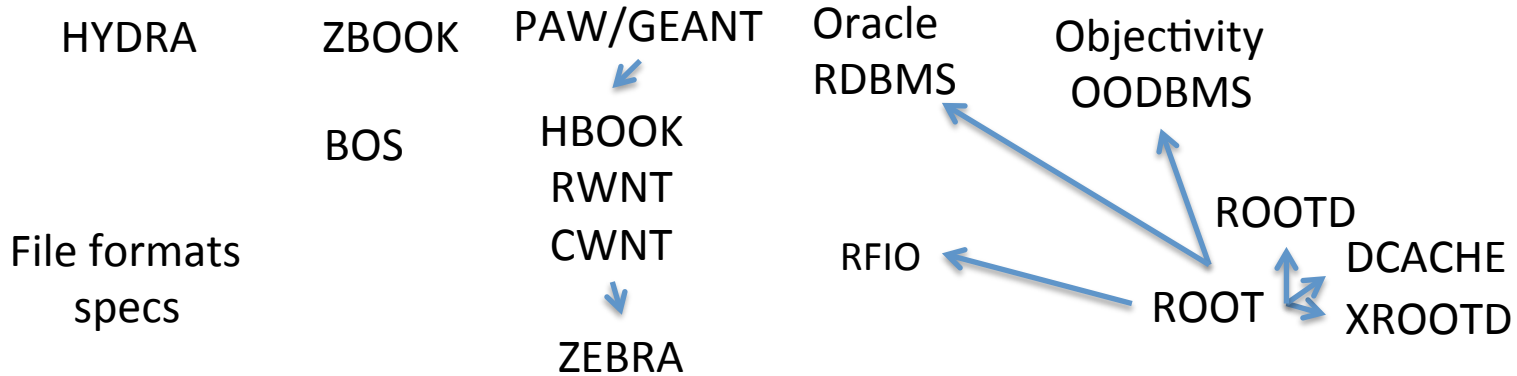 HYDRA
ZBOOK
PAW/GEANT
Oracle
RDBMS
Objectivity
OODBMS
BOS
HBOOK
RWNT
CWNT
ZEBRA
File formats
specs
RFIO
ROOT
ROOTD
DCACHE
XROOTD